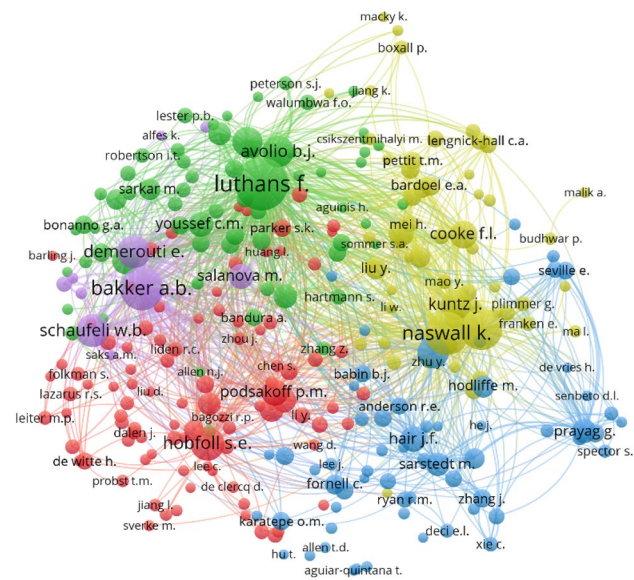 macky k.
boxall p.
peterson s.j.
jiang k.
walumbwa f.o.
lester p.b.
alfes k.
csikszentmihalyi m.
lengnick-hall c.a.
avolio b.j.
robertson i.t.
pettit t.m.
luthans f.
sarkar m.
bardoel e.a.
malik a.
aguinis h.
bonanno g.a.
youssef c.m.
parker s.k.
mei h.
cooke f.l.
budhwar p.
demerouti e.
huang l.
sommer s.a.
barling j.
salanova m.
liu y.
seville e.
bakker a.b.
hartmann s.
mao y.
li w.
kuntz j.
plimmer g.
bandura a.
schaufeli w.b.
zhou j.
naswall k.
franken e.
ma l.
saks a.m.
liden r.c.
zhang z.
zhu y.
chen s.
allen n.j.
babin b.j.
de vries h.
folkman s.
hodliffe m.
lazarus r.s.
liu d.
podsakoff p.m.
senbeto d.l.
anderson r.e.
leiter m.p.
bagozzi r.p.
li y.
he j.
dalen j.
hobfoll s.e.
hair j.f.
prayag g.
wang d.
spector s.
de witte h.
lee c.
lee j.
sarstedt m.
probst t.m.
fornell c.
de clercq d.
ryan r.m.
zhang j.
jiang l.
sverke m.
karatepe o.m.
deci e.l.
xie c.
hu t.
allen t.d.
aguiar-quintana t.